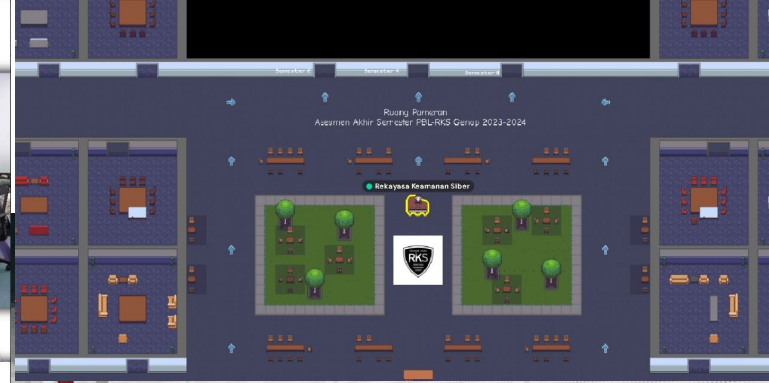 Semester 2 Semester 4 Semester 6
Ruang Pameran
Asesmen Akhir Semester PBL-RKS Genap 2023-2024
Rekayasa Keamanan Siber
RKS